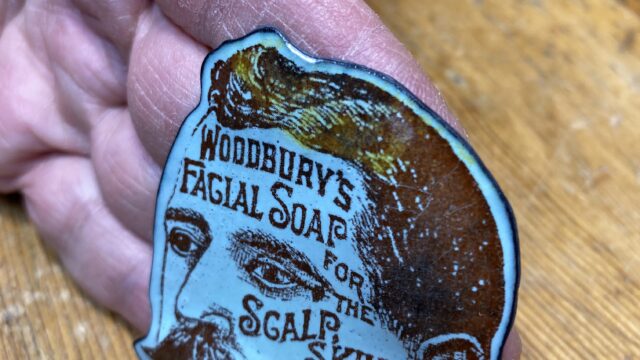 WOODBURY'S
FACIAL SOAP
FOR
THE
SCALP,